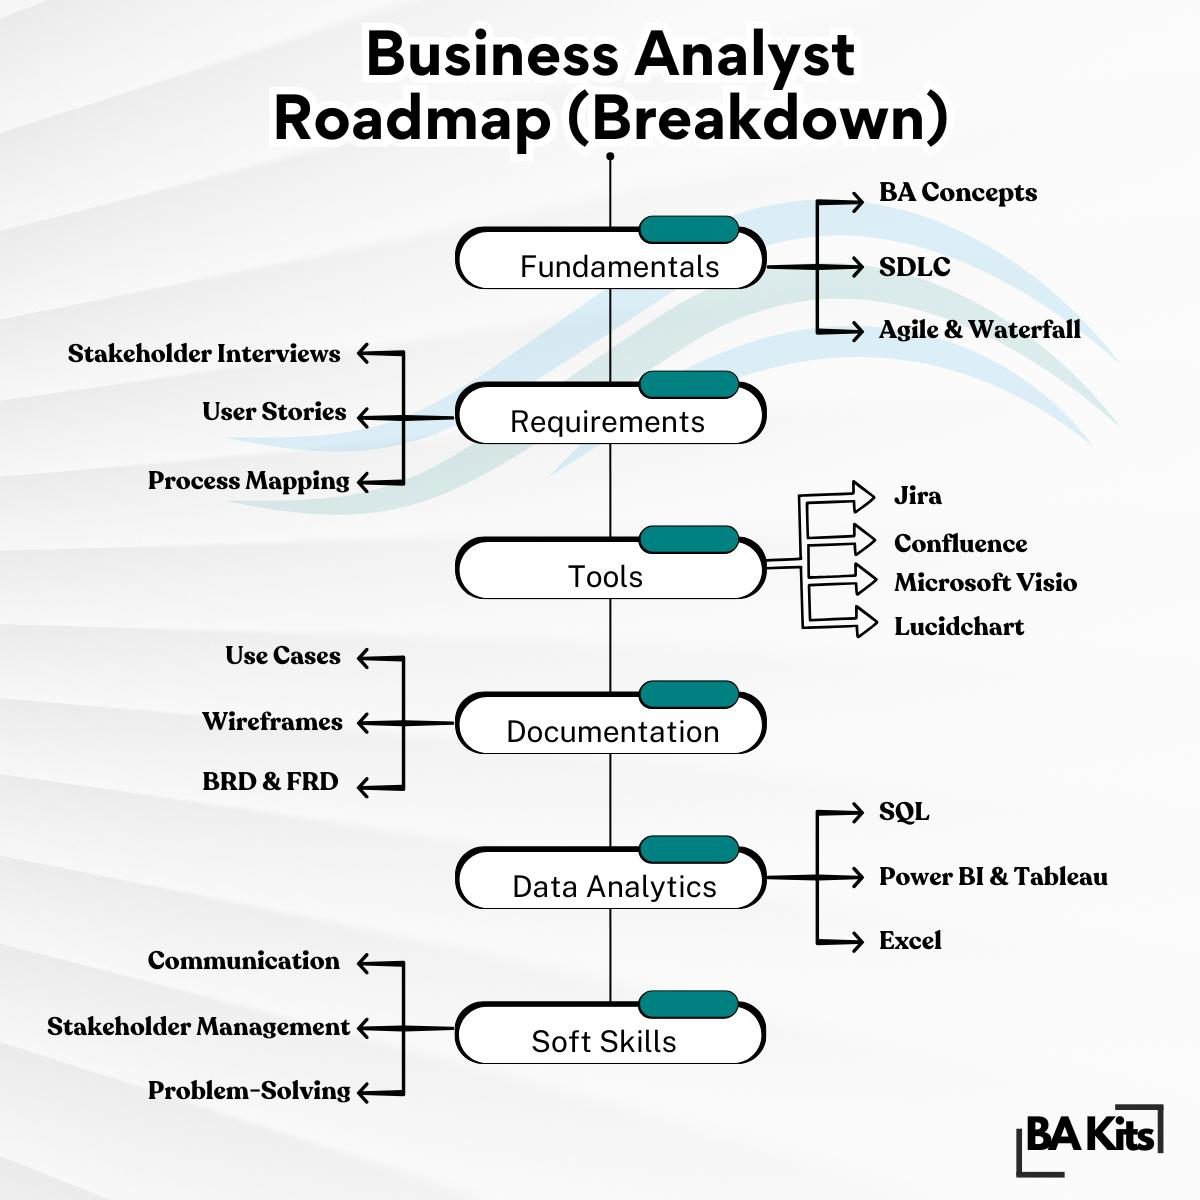 Business Analyst
Roadmap (Breakdown)
Fundamentals
BA Concepts
SDLC
Agile & Waterfall
Requirements
Stakeholder Interviews
User Stories
Process Mapping
Tools
Jira
Confluence
Microsoft Visio
Lucidchart
Documentation
Use Cases
Wireframes
BRD & FRD
Data Analytics
SQL
Power BI & Tableau
Excel
Soft Skills
Communication
Stakeholder Management
Problem-Solving
BA Kits